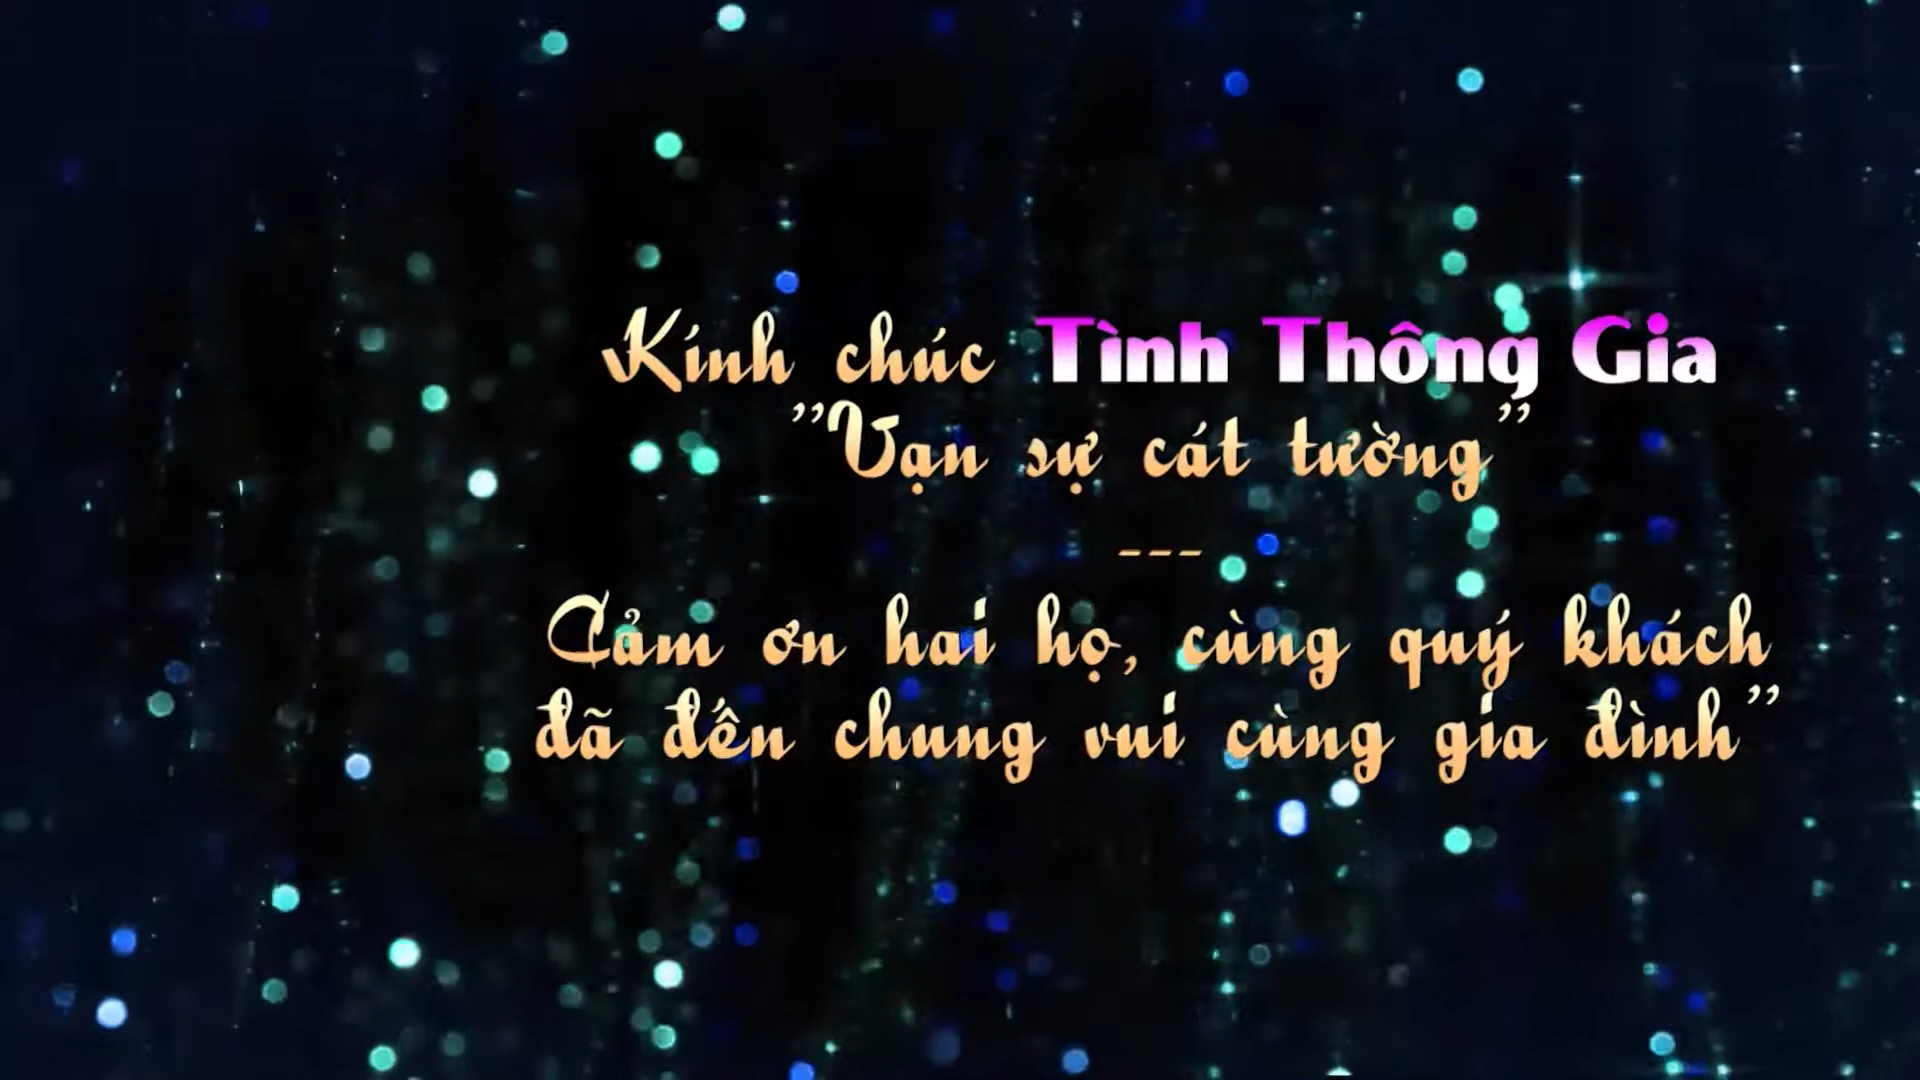 Kính chúc Tình Thông Gia
"Vạn sự cát tường"
---
Cảm ơn hai họ, cùng quý khách
đã đến chung vui cùng gia đình"